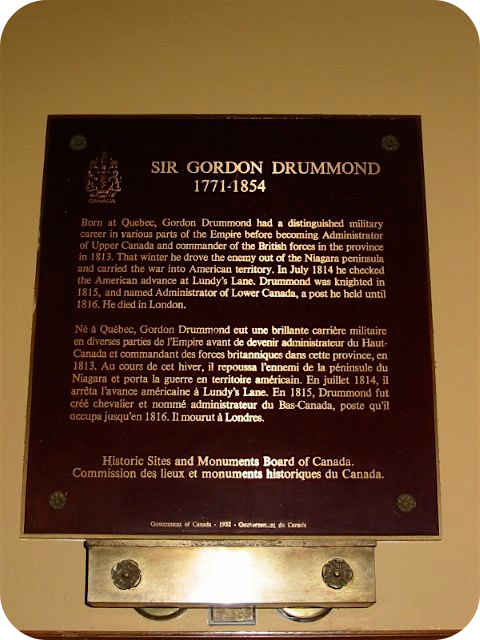 CANADA
SIR GORDON DRUMMOND
1771-1854
Born at Quebec, Gordon Drummond had a distinguished military
career in various parts of the Empire before becoming Administrator
of Upper Canada and commander of the British forces in the province
in 1813. That winter he drove the enemy out of the Niagara peninsula
and carried the war into American territory. In July 1814 he checked
the American advance at Lundy's Lane. Drummond was knighted in
1815, and named Administrator of Lower Canada, a post he held until
1816. He died in London.
Né à Québec, Gordon Drummond eut une brillante carrière militaire
en diverses parties de l'Empire avant de devenir administrateur du Haut-
Canada et commandant des forces britanniques dans cette province, en
1813. Au cours de cet hiver, il repoussa l'ennemi de la péninsule du
Niagara et porta la guerre en territoire américain. En juillet 1814, il
arrêta l'avance américaine à Lundy's Lane. En 1815, Drummond fut
créé chevalier et nommé administrateur du Bas-Canada, poste qu'il
occupa jusqu'en 1816. Il mourut à Londres.
Historic Sites and Monuments Board of Canada.
Commission des lieux et monuments historiques du Canada.
Government of Canada - 1932 - Gouvernement du Canada